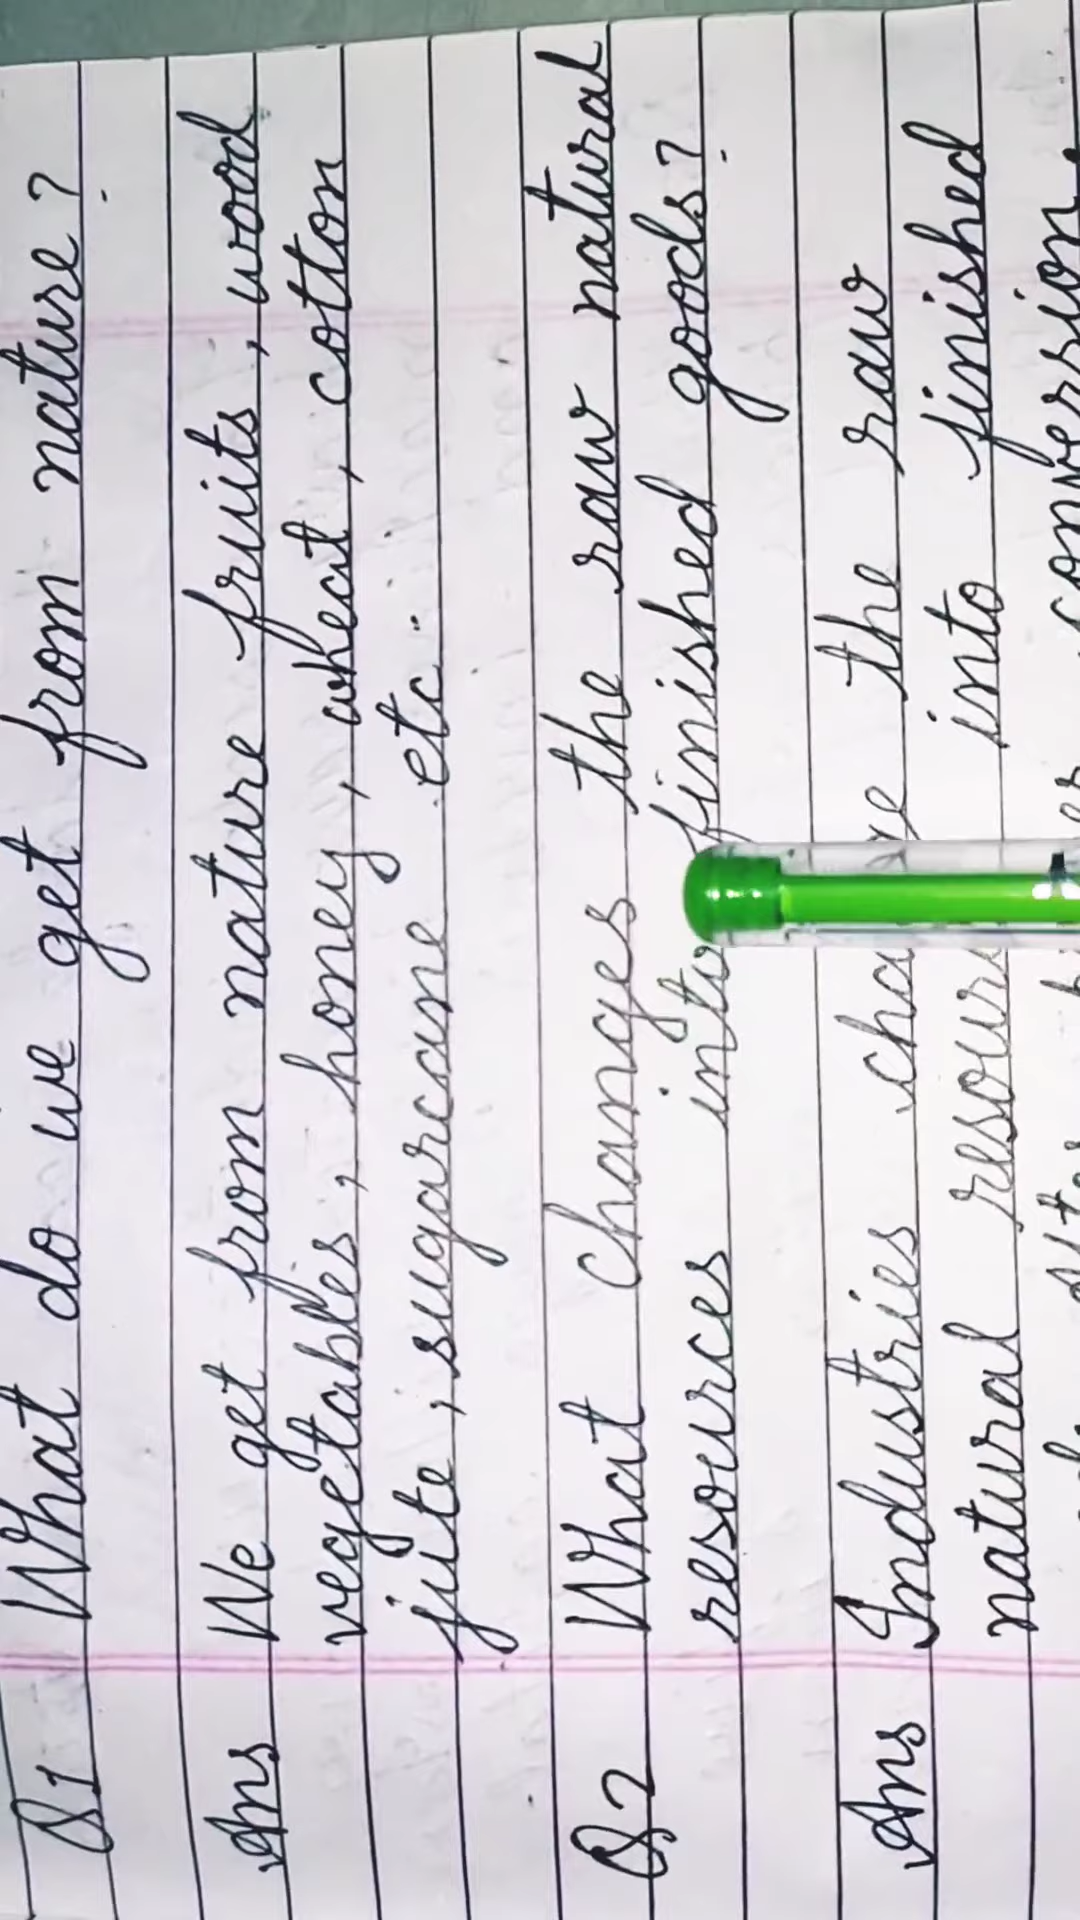 Q1 What do we get from nature?
Ans We get from nature fruits, wood
vegetables, honey, wheat, cotton
jute, sugarcane etc.
Q2 What changes the raw natural
resources into finished goods?
Ans Industries the raw
natural into finished
conversion.